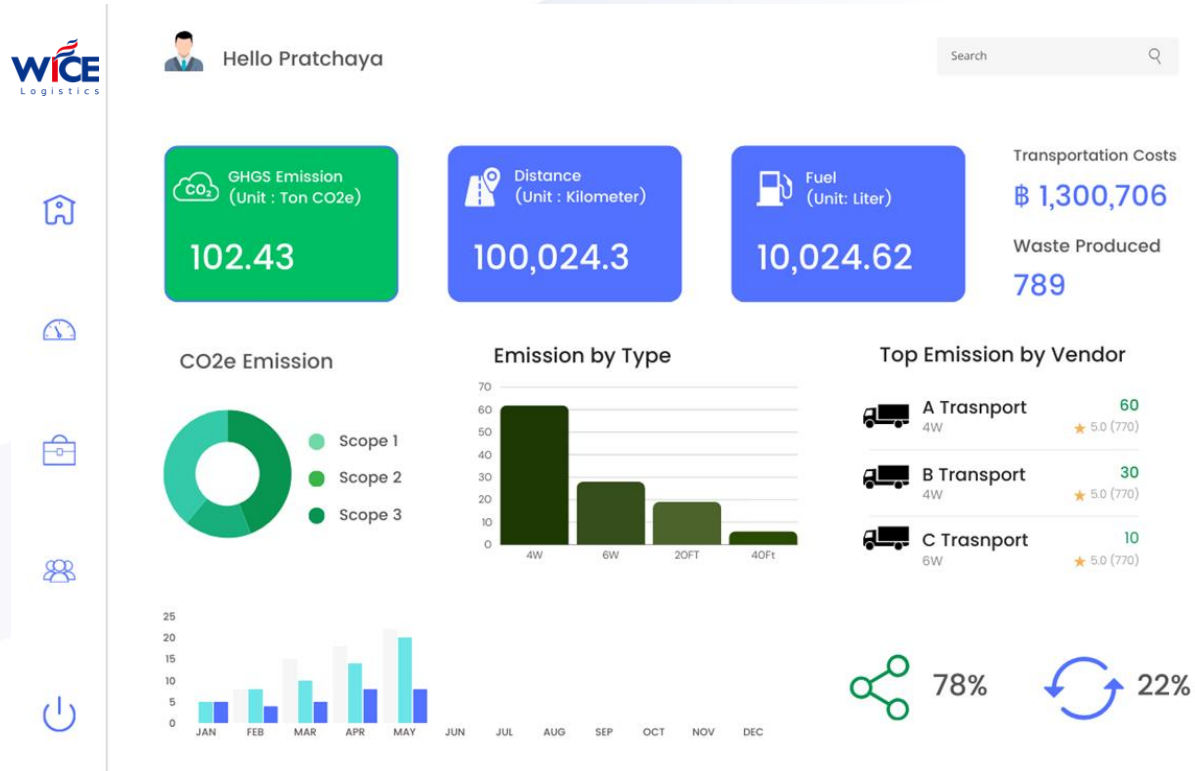 WICE
Logistics
Hello Pratchaya
Search
CO2
GHGS Emission
(Unit : Ton CO2e)
102.43
Distance
(Unit : Kilometer)
100,024.3
Fuel
(Unit: Liter)
10,024.62
Transportation Costs
฿ 1,300,706
Waste Produced
789
CO2e Emission
Scope 1
Scope 2
Scope 3
Emission by Type
70
60
50
40
30
20
10
0
4W 6W 20FT 40Ft
Top Emission by Vendor
A Trasnport 60
4W ★ 5.0 (770)
B Transport 30
4W ★ 5.0 (770)
C Trasnport 10
6W ★ 5.0 (770)
25
20
15
10
5
0
JAN FEB MAR APR MAY JUN JUL AUG SEP OCT NOV DEC
78%
22%